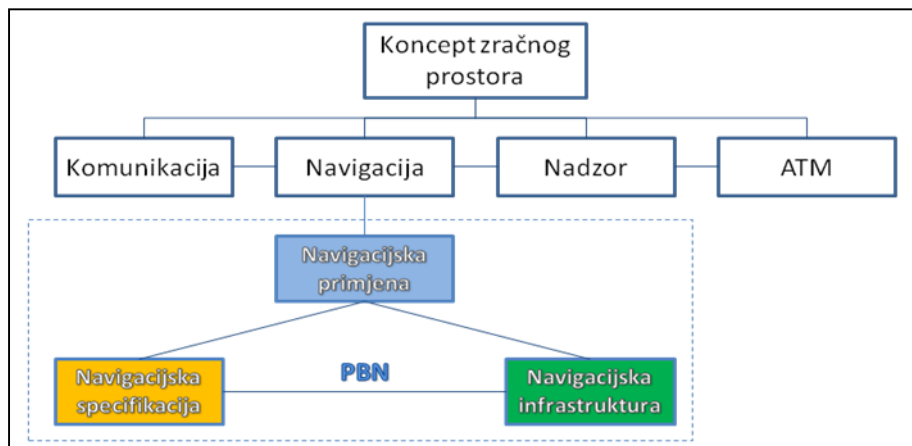 Koncept zračnog
prostora
Komunikacija
Navigacija
Nadzor
ATM
Navigacijska
primjena
Navigacijska
specifikacija
PBN
Navigacijska
infrastruktura